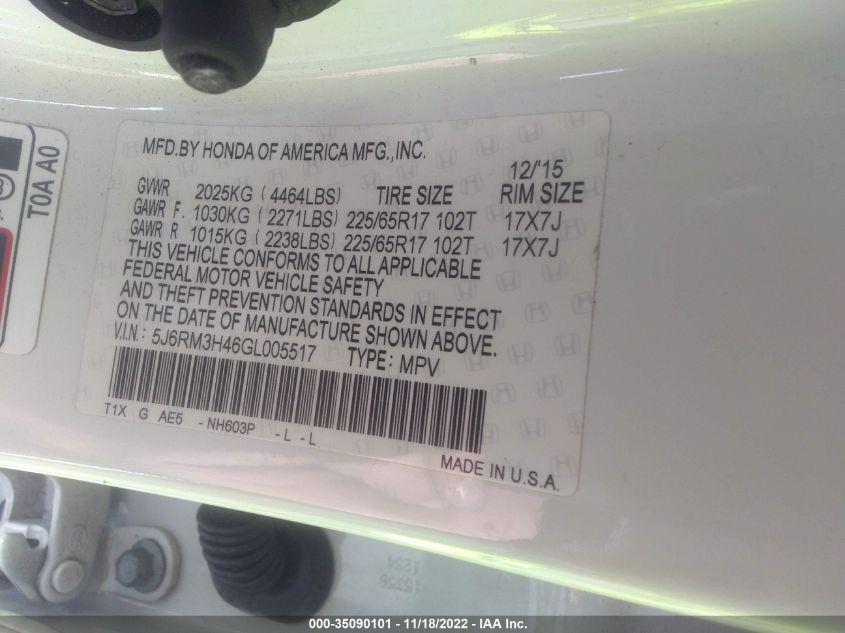 TOA A0
MFD.BY HONDA OF AMERICA MFG.,INC.
12/'15
GVWR 2025KG (4464LBS) TIRE SIZE RIM SIZE
GAWR F. 1030KG (2271LBS) 225/65R17 102T 17X7J
GAWR R 1015KG (2238LBS) 225/65R17 102T 17X7J
THIS VEHICLE CONFORMS TO ALL APPLICABLE
FEDERAL MOTOR VEHICLE SAFETY
AND THEFT PREVENTION STANDARDS IN EFFECT
ON THE DATE OF MANUFACTURE SHOWN ABOVE.
V.I.N.: 5J6RM3H46GL005517 TYPE: MPV
T1X G AE5 -NH603P -L -L
MADE IN U.S.A.
000-35090101 - 11/18/2022 - IAA Inc.